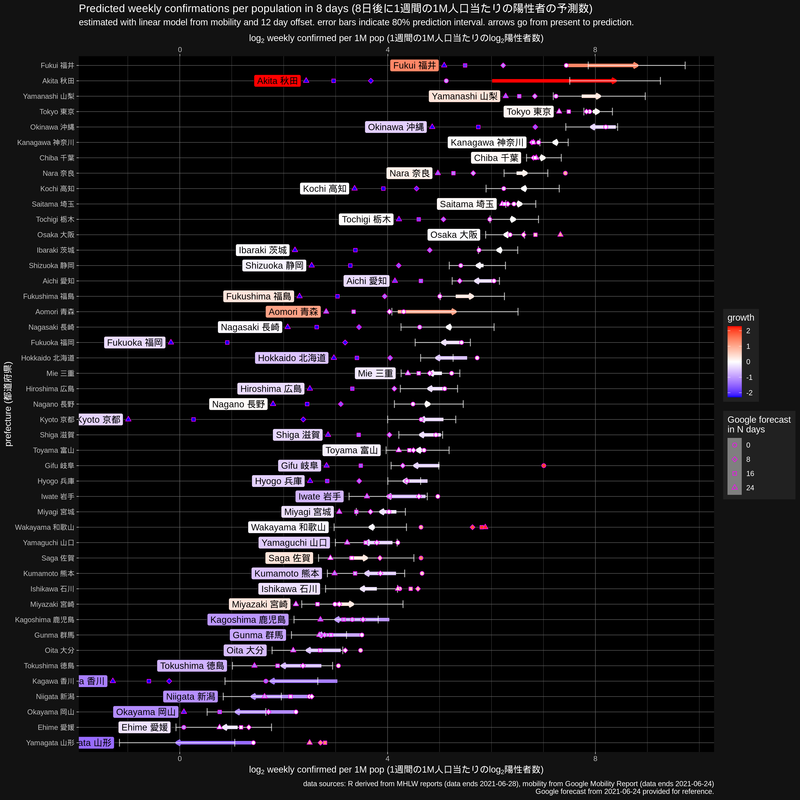 Predicted weekly confirmations per population in 8 days (8日後に1週間の1M人口当たりの陽性者の予測数)
estimated with linear model from mobility and 12 day offset. error bars indicate 80% prediction interval. arrows go from present to prediction.
log2 weekly confirmed per 1M pop (1週間の1M人口当たりのlog2陽性者数)
0 4 8
Fukui 福井 Fukui 福井
Akita 秋田 Akita 秋田
Yamanashi 山梨 Yamanashi 山梨
Tokyo 東京 Tokyo 東京
Okinawa 沖縄 Okinawa 沖縄
Kanagawa 神奈川 Kanagawa 神奈川
Chiba 千葉 Chiba 千葉
Nara 奈良 Nara 奈良
Kochi 高知 Kochi 高知
Saitama 埼玉 Saitama 埼玉
Tochigi 栃木 Tochigi 栃木
Osaka 大阪 Osaka 大阪
Ibaraki 茨城 Ibaraki 茨城
Shizuoka 静岡 Shizuoka 静岡
Aichi 愛知 Aichi 愛知
Fukushima 福島 Fukushima 福島
Aomori 青森 Aomori 青森
Nagasaki 長崎 Nagasaki 長崎
Fukuoka 福岡 Fukuoka 福岡
Hokkaido 北海道 Hokkaido 北海道
Mie 三重 Mie 三重
Hiroshima 広島 Hiroshima 広島
Nagano 長野 Nagano 長野
Kyoto 京都 Kyoto 京都
Shiga 滋賀 Shiga 滋賀
Toyama 富山 Toyama 富山
Gifu 岐阜 Gifu 岐阜
Hyogo 兵庫 Hyogo 兵庫
Iwate 岩手 Iwate 岩手
Miyagi 宮城 Miyagi 宮城
Wakayama 和歌山 Wakayama 和歌山
Yamaguchi 山口 Yamaguchi 山口
Saga 佐賀 Saga 佐賀
Kumamoto 熊本 Kumamoto 熊本
Ishikawa 石川 Ishikawa 石川
Miyazaki 宮崎 Miyazaki 宮崎
Kagoshima 鹿児島 Kagoshima 鹿児島
Gunma 群馬 Gunma 群馬
Oita 大分 Oita 大分
Tokushima 徳島 Tokushima 徳島
Kagawa 香川 a 香川
Niigata 新潟 Niigata 新潟
Okayama 岡山 Okayama 岡山
Ehime 愛媛 Ehime 愛媛
Yamagata 山形 ata 山形
0 4 8
log2 weekly confirmed per 1M pop (1週間の1M人口当たりのlog2陽性者数)
prefecture (都道府県)
growth
2
1
0
-1
-2
Google forecast
in N days
0
8
16
24
data sources: R derived from MHLW reports (data ends 2021-06-28), mobility from Google Mobility Report (data ends 2021-06-24)
Google forecast from 2021-06-24 provided for reference.